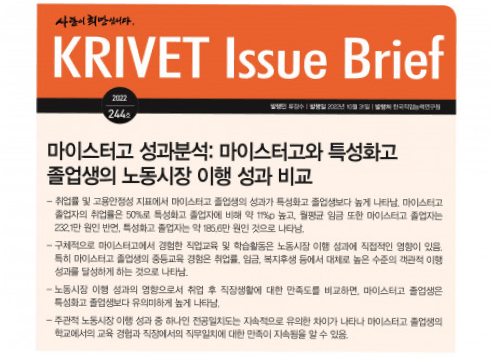 사람이 희망입니다.
KRIVET Issue Brief
2022
244호
발행인 류장수 | 발행일 2022년 10월 31일 | 발행처 한국직업능력연구원
마이스터고 성과분석: 마이스터고와 특성화고
졸업생의 노동시장 이행 성과 비교
– 취업률 및 고용안정성 지표에서 마이스터고 졸업생의 성과가 특성화고 졸업생보다 높게 나타남. 마이스터고
졸업자의 취업률은 50%로 특성화고 졸업자에 비해 약 11%p 높고, 월평균 임금 또한 마이스터고 졸업자는
232.1만 원인 반면, 특성화고 졸업자는 약 185.6만 원인 것으로 나타남.
– 구체적으로 마이스터고에서 경험한 직업교육 및 학습활동은 노동시장 이행 성과에 직접적인 영향이 있음.
특히 마이스터고 졸업생의 중등교육 경험은 취업률, 임금, 복지후생 등에서 대체로 높은 수준의 객관적 이행
성과를 달성하게 하는 것으로 나타남.
– 노동시장 이행 성과의 영향으로서 취업 후 직장생활에 대한 만족도를 비교하면, 마이스터고 졸업생은
특성화고 졸업생보다 유의미하게 높게 나타남.
– 주관적 노동시장 이행 성과 중 하나인 전공일치도는 지속적으로 유의한 차이가 나타나 마이스터고 졸업생의
학교에서의 교육 경험과 직장에서의 직무일치에 대한 만족이 지속됨을 알 수 있음.